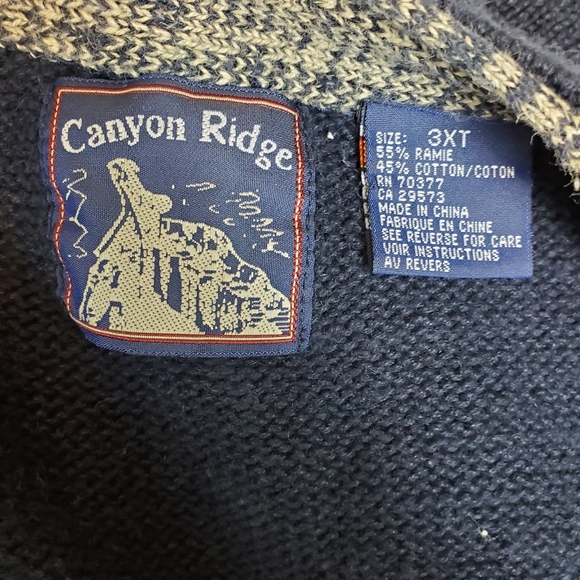 Canyon Ridge
SIZE: 3XT
55% RAMIE
45% COTTON/COTON
RN 70377
CA 29573
MADE IN CHINA
FABRIQUE EN CHINE
SEE REVERSE FOR CARE
VOIR INSTRUCTIONS
AV REVERS